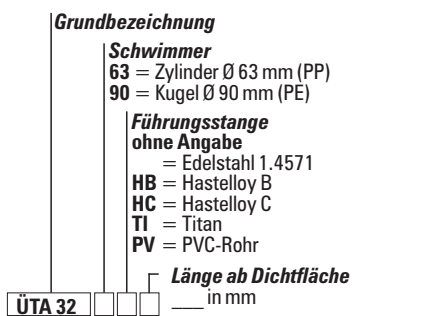 Grundbezeichnung
Schwimmer
63 = Zylinder Ø 63 mm (PP)
90 = Kugel Ø 90 mm (PE)
Führungsstange
ohne Angabe
= Edelstahl 1.4571
HB = Hastelloy B
HC = Hastelloy C
TI = Titan
PV = PVC-Rohr
Länge ab Dichtfläche
ÜTA 32 ___ in mm